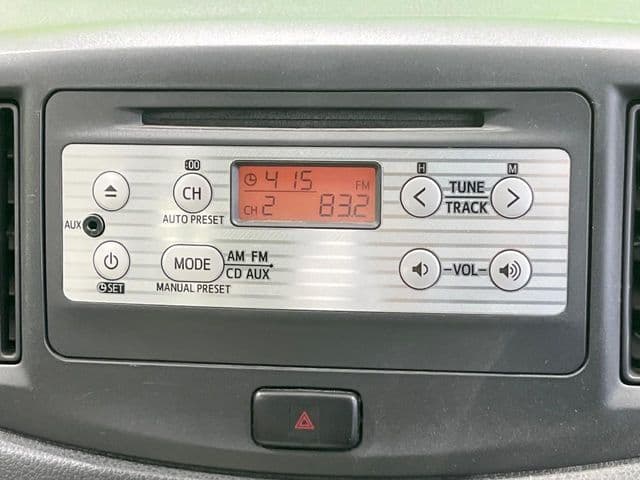 :00
H
M
CH
4 15
FM
TUNE
TRACK
AUTO PRESET
CH 2
83.2
AUX
MODE
AM FM
CD AUX
-VOL-
SET
MANUAL PRESET